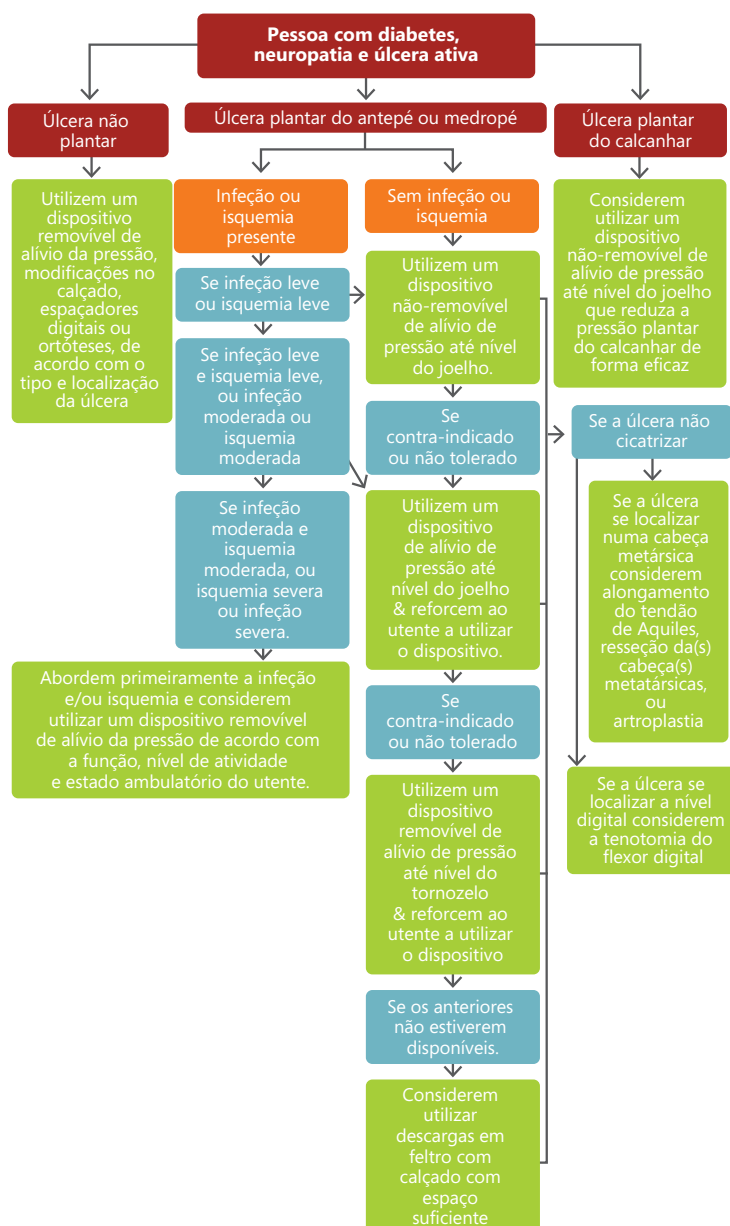 Pessoa com diabetes,
neuropatia e úlcera ativa
Úlcera não
plantar
Úlcera plantar do antepé ou medropé
Úlcera plantar
do calcanhar
Utilizem um
dispositivo
removível de
alívio da pressão,
modificações no
calçado,
espaçadores
digitais ou
ortóteses, de
acordo com o
tipo e localização
da úlcera
Infeção ou
isquemia
presente
Se infeção leve
ou isquemia leve
Se infeção leve
e isquemia leve,
ou infeção
moderada ou
isquemia
moderada
Se infeção
moderada e
isquemia
moderada, ou
isquemia severa
ou infeção
severa.
Abordem primeiramente a infeção
e/ou isquemia e considerem
utilizar um dispositivo removível
de alívio da pressão de acordo com
a função, nível de atividade
e estado ambulatório do utente.
Sem infeção ou
isquemia
Utilizem um
dispositivo
não-removível
de alívio de
pressão até nível
do joelho.
Se
contra-indicado
ou não tolerado
Utilizem um
dispositivo
de alívio de
pressão até
nível do joelho
& reforcem ao
utente a utilizar
o dispositivo.
Se
contra-indicado
ou não tolerado
Utilizem um
dispositivo
removível de
alívio de pressão
até nível do
tornozelo
& reforcem ao
utente a utilizar
o dispositivo
Se os anteriores
não estiverem
disponíveis.
Considerem
utilizar
descargas em
feltro com
calçado com
espaço
suficiente
Considerem
utilizar um
dispositivo
não-removível de
alívio de pressão
até nível do joelho
que reduza a
pressão plantar
do calcanhar de
forma eficaz
Se a úlcera não
cicatrizar
Se a úlcera
se localizar
numa cabeça
metársica
considerem
alongamento
do tendão
de Aquiles,
resseção da(s)
cabeça(s)
metatársicas,
ou
artroplastia
Se a úlcera se
localizar a nível
digital considerem
a tenotomia do
flexor digital